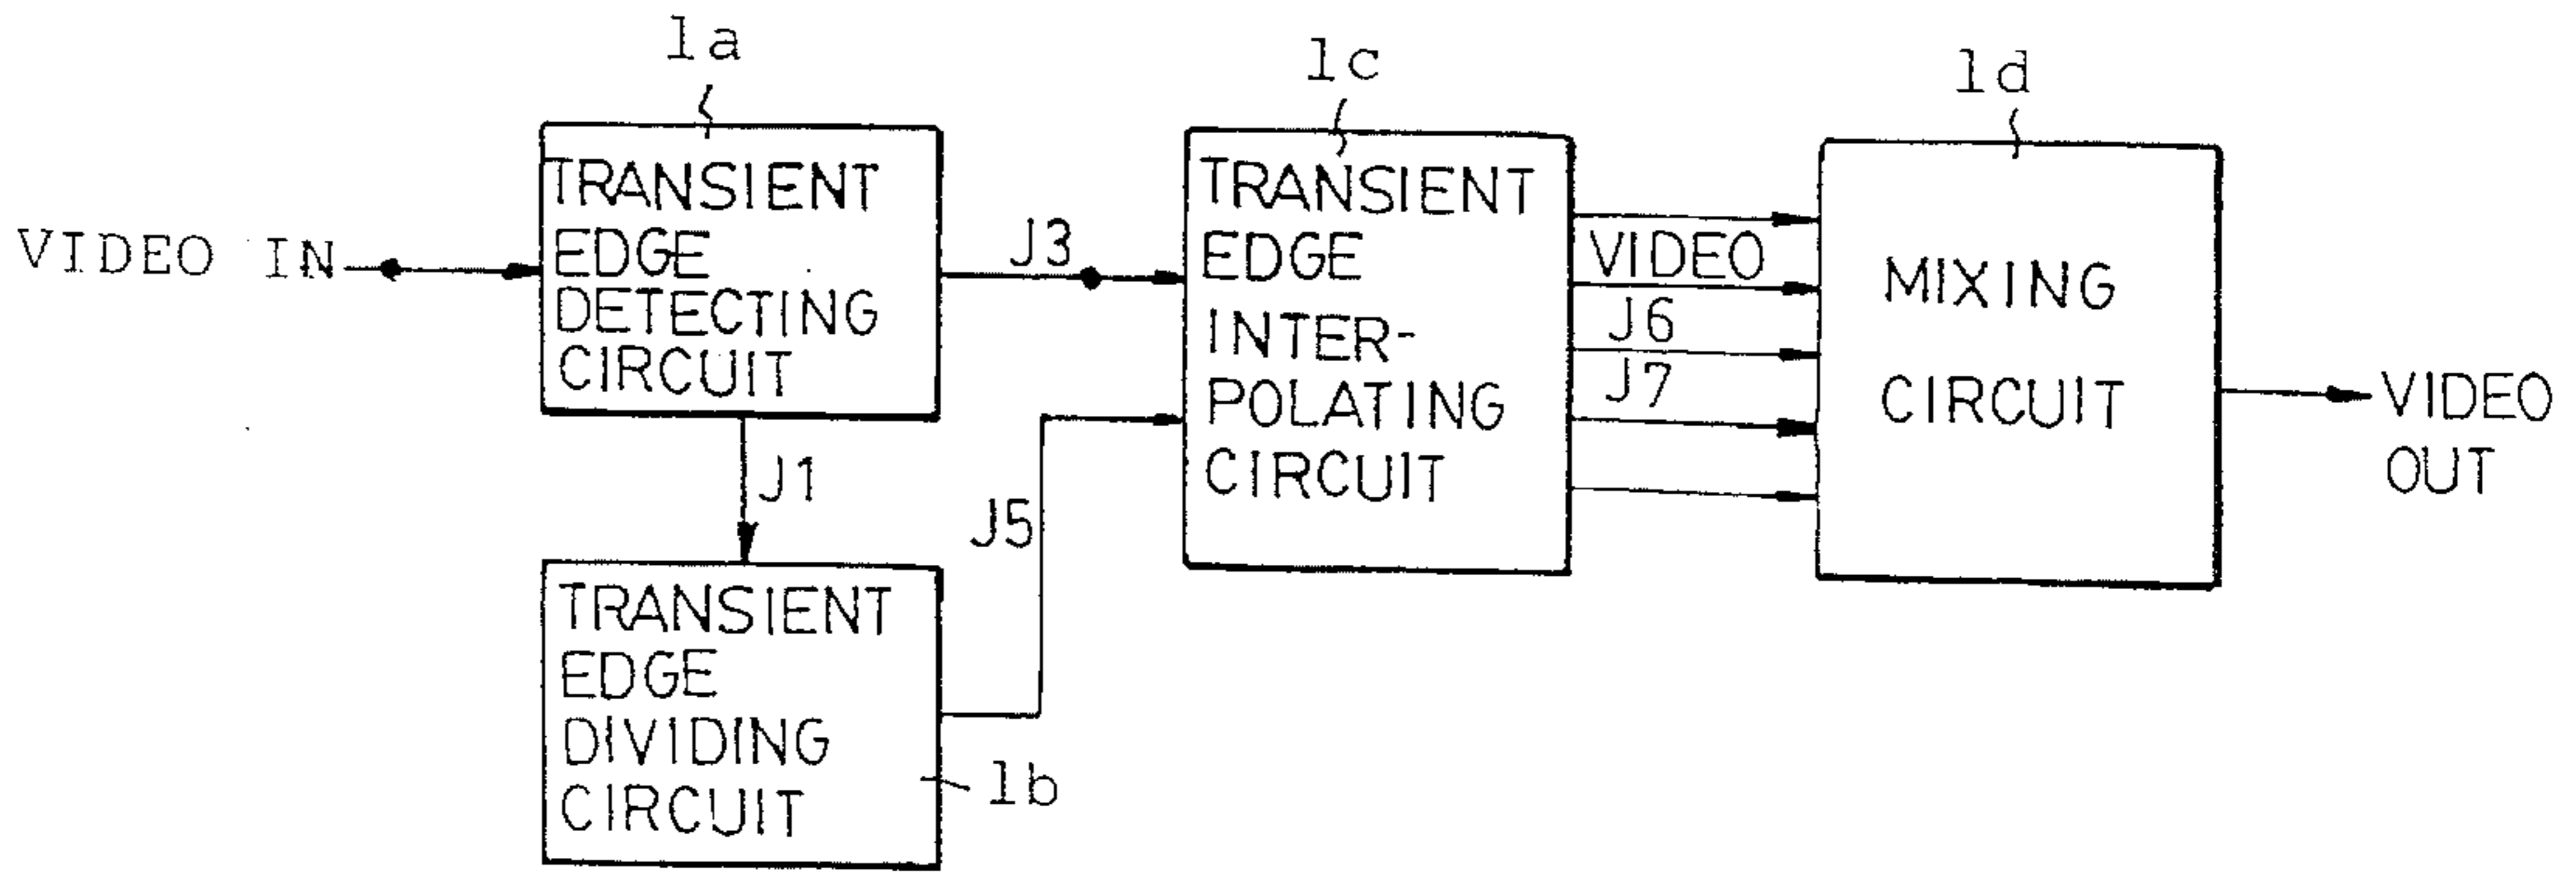 1a
1c
1d
TRANSIENT
EDGE
DETECTING
CIRCUIT
VIDEO IN
J3
TRANSIENT
EDGE
INTER-
POLATING
CIRCUIT
VIDEO
J6
J7
MIXING
CIRCUIT
VIDEO
OUT
J1
J5
TRANSIENT
EDGE
DIVIDING
CIRCUIT
1b